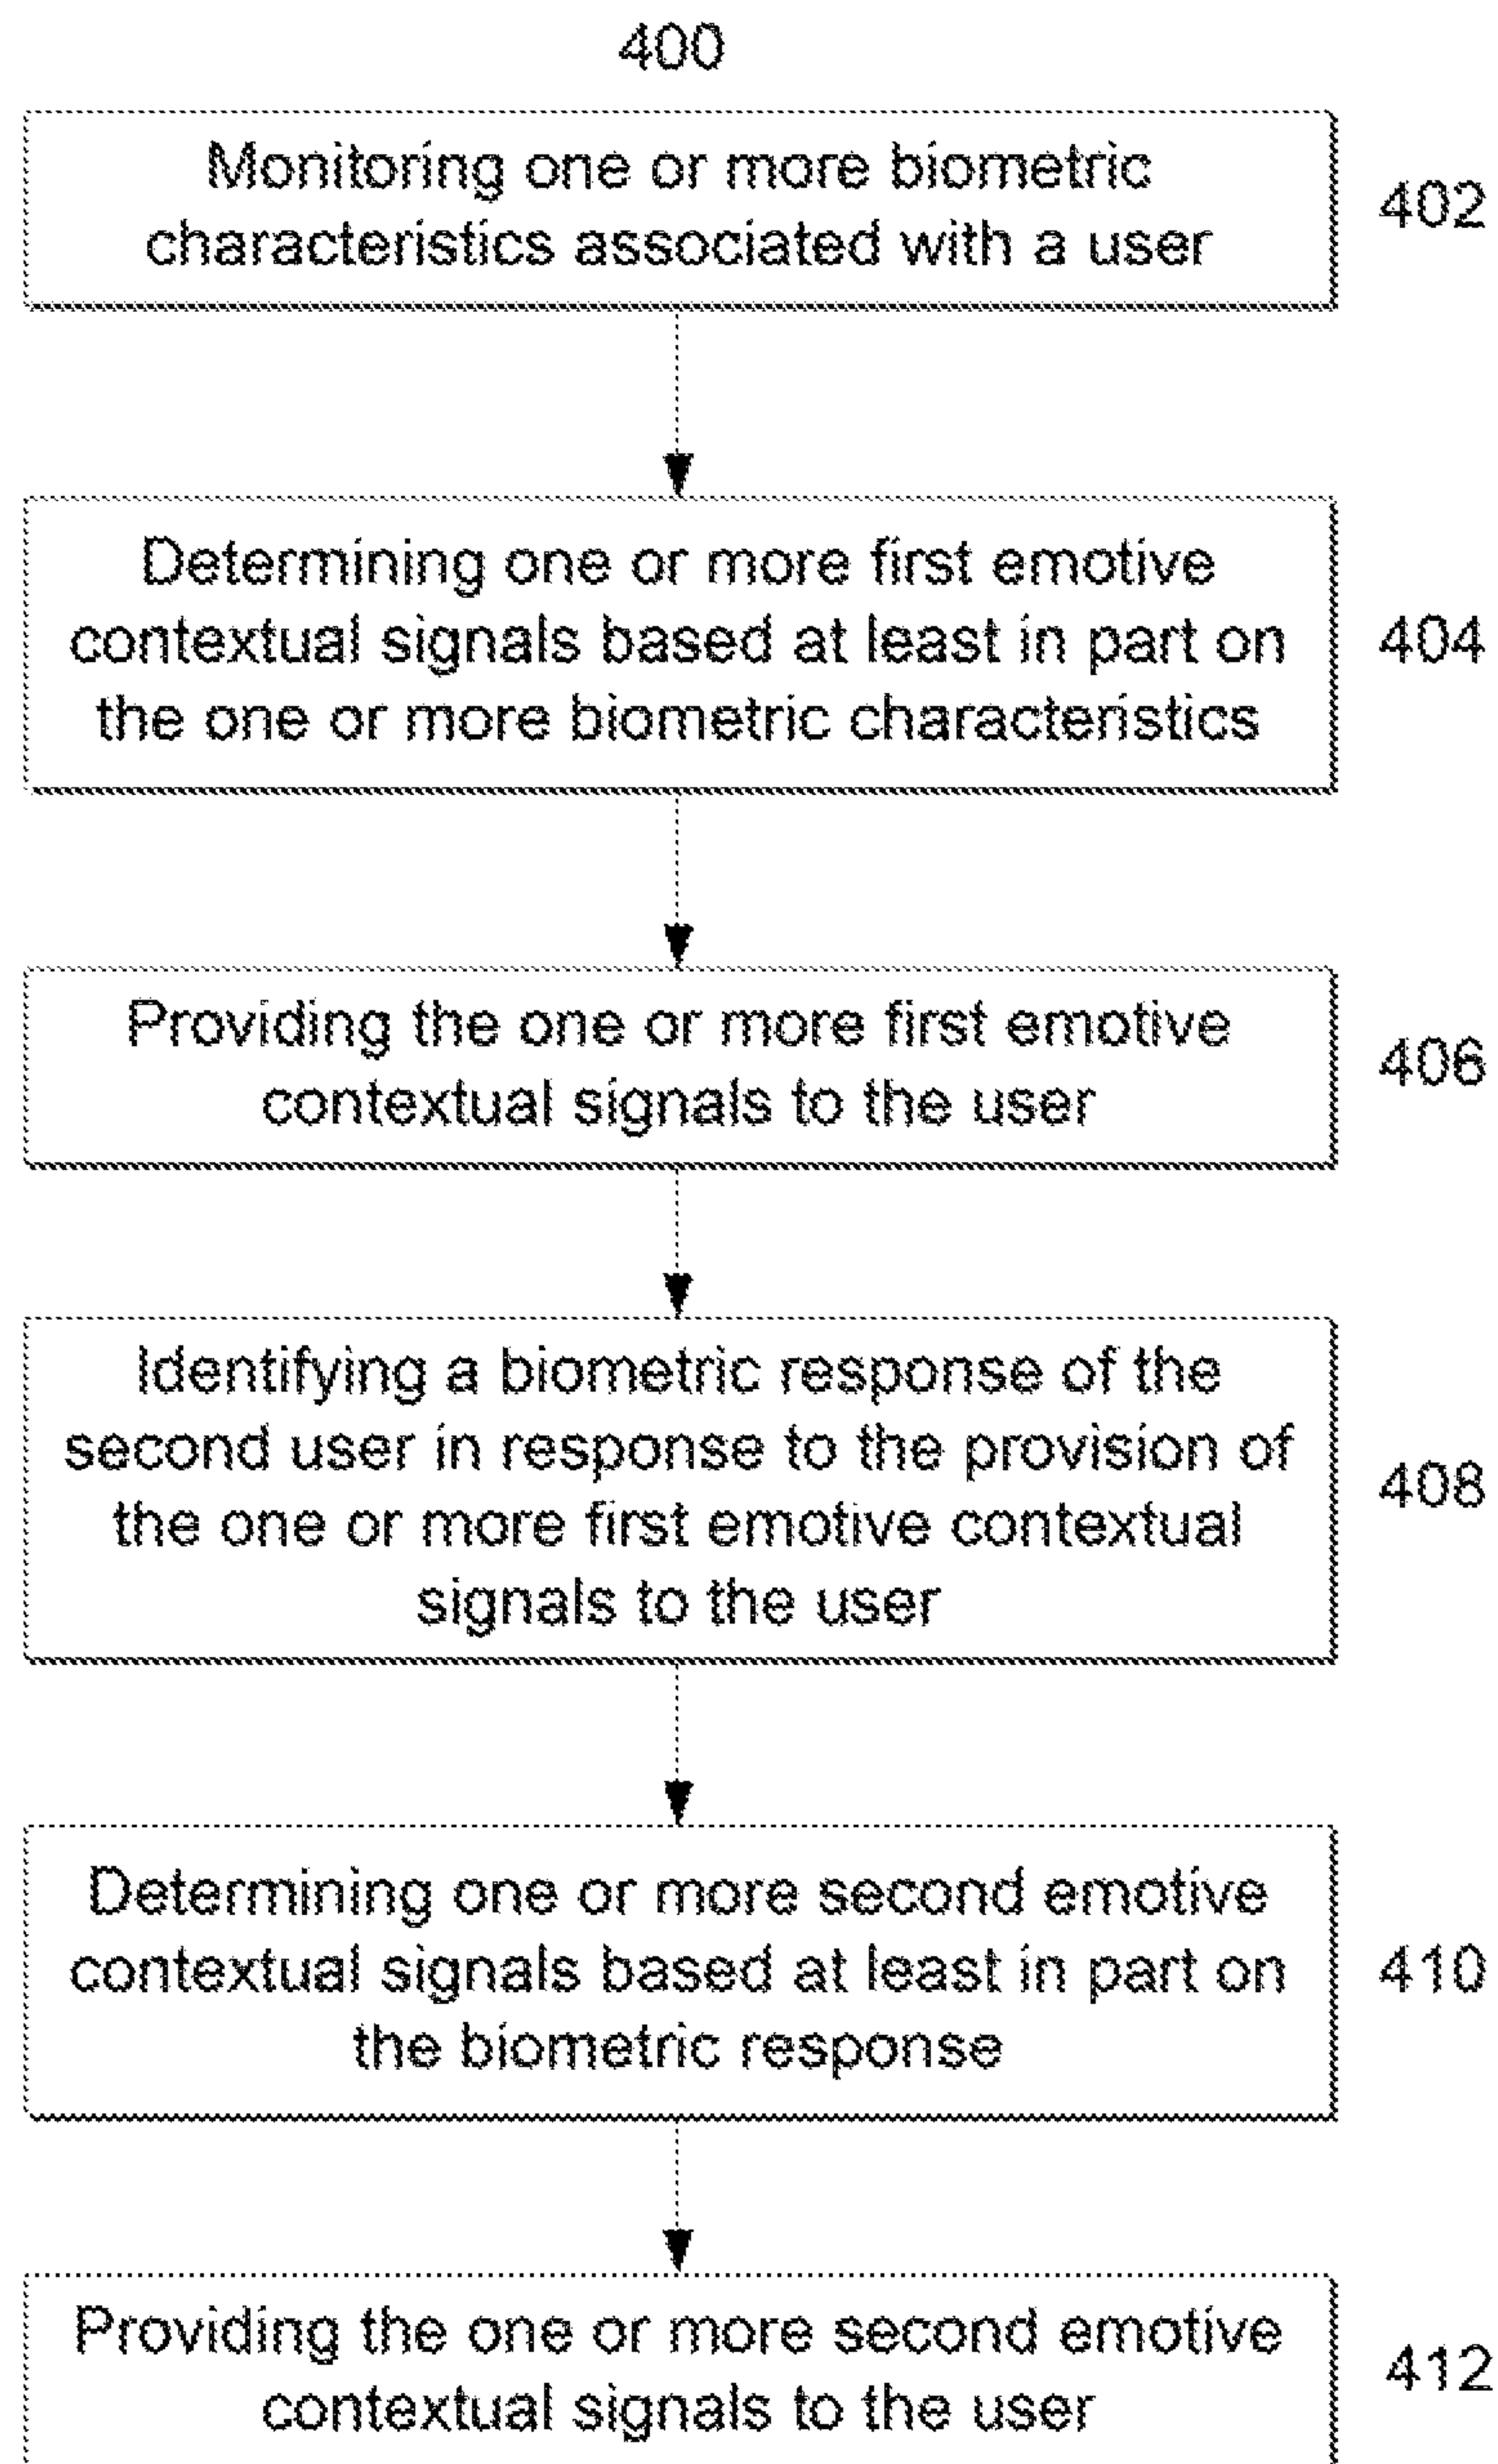 400
Monitoring one or more biometric
characteristics associated with a user
402
Determining one or more first emotive
contextual signals based at least in part on
the one or more biometric characteristics
404
Providing the one or more first emotive
contextual signals to the user
406
Identifying a biometric response of the
second user in response to the provision of
the one or more first emotive contextual
signals to the user
408
Determining one or more second emotive
contextual signals based at least in part on
the biometric response
410
Providing the one or more second emotive
contextual signals to the user
412